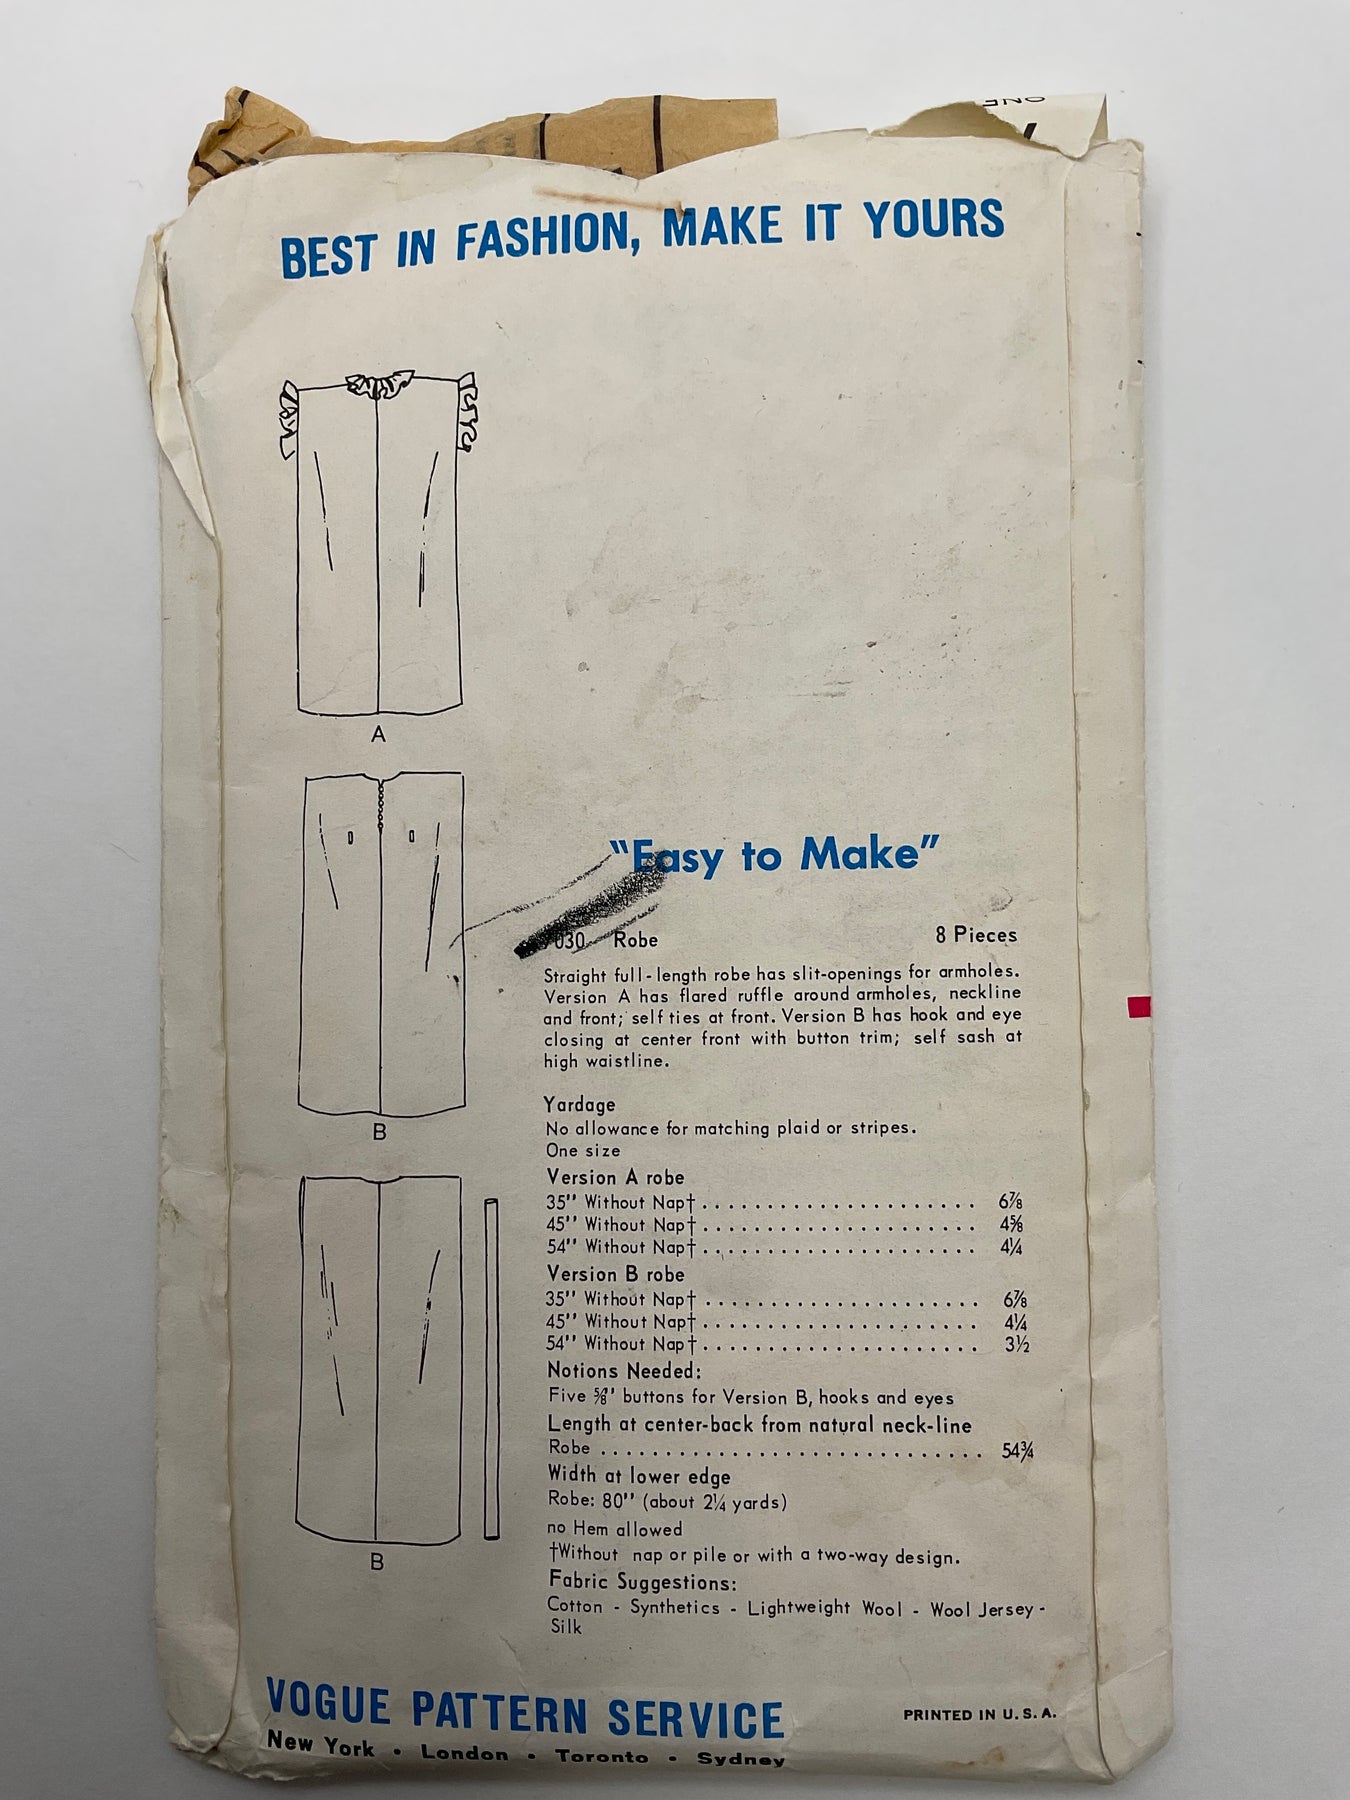 ONE
BEST IN FASHION, MAKE IT YOURS
A
B
B
"Easy to Make"
030 Robe 8 Pieces
Straight full-length robe has slit-openings for armholes.
Version A has flared ruffle around armholes, neckline
and front; self ties at front. Version B has hook and eye
closing at center front with button trim; self sash at
high waistline.
Yardage
No allowance for matching plaid or stripes.
One size
Version A robe
35'' Without Nap† . . . . . . . . . . . . . . . . . . . . . 6⅞
45'' Without Nap† . . . . . . . . . . . . . . . . . . . . . 4⅝
54'' Without Nap† . . . . . . . . . . . . . . . . . . . . . 4¼
Version B robe
35'' Without Nap† . . . . . . . . . . . . . . . . . . . . . 6⅞
45'' Without Nap† . . . . . . . . . . . . . . . . . . . . . 4¼
54'' Without Nap† . . . . . . . . . . . . . . . . . . . . . 3½
Notions Needed:
Five ⅝'' buttons for Version B, hooks and eyes
Length at center-back from natural neck-line
Robe . . . . . . . . . . . . . . . . . . . . . . . . . . . . . . 54¾
Width at lower edge
Robe: 80'' (about 2¼ yards)
no Hem allowed
†Without nap or pile or with a two-way design.
Fabric Suggestions:
Cotton - Synthetics - Lightweight Wool - Wool Jersey -
Silk
VOGUE PATTERN SERVICE
New York • London • Toronto • Sydney
PRINTED IN U. S. A.